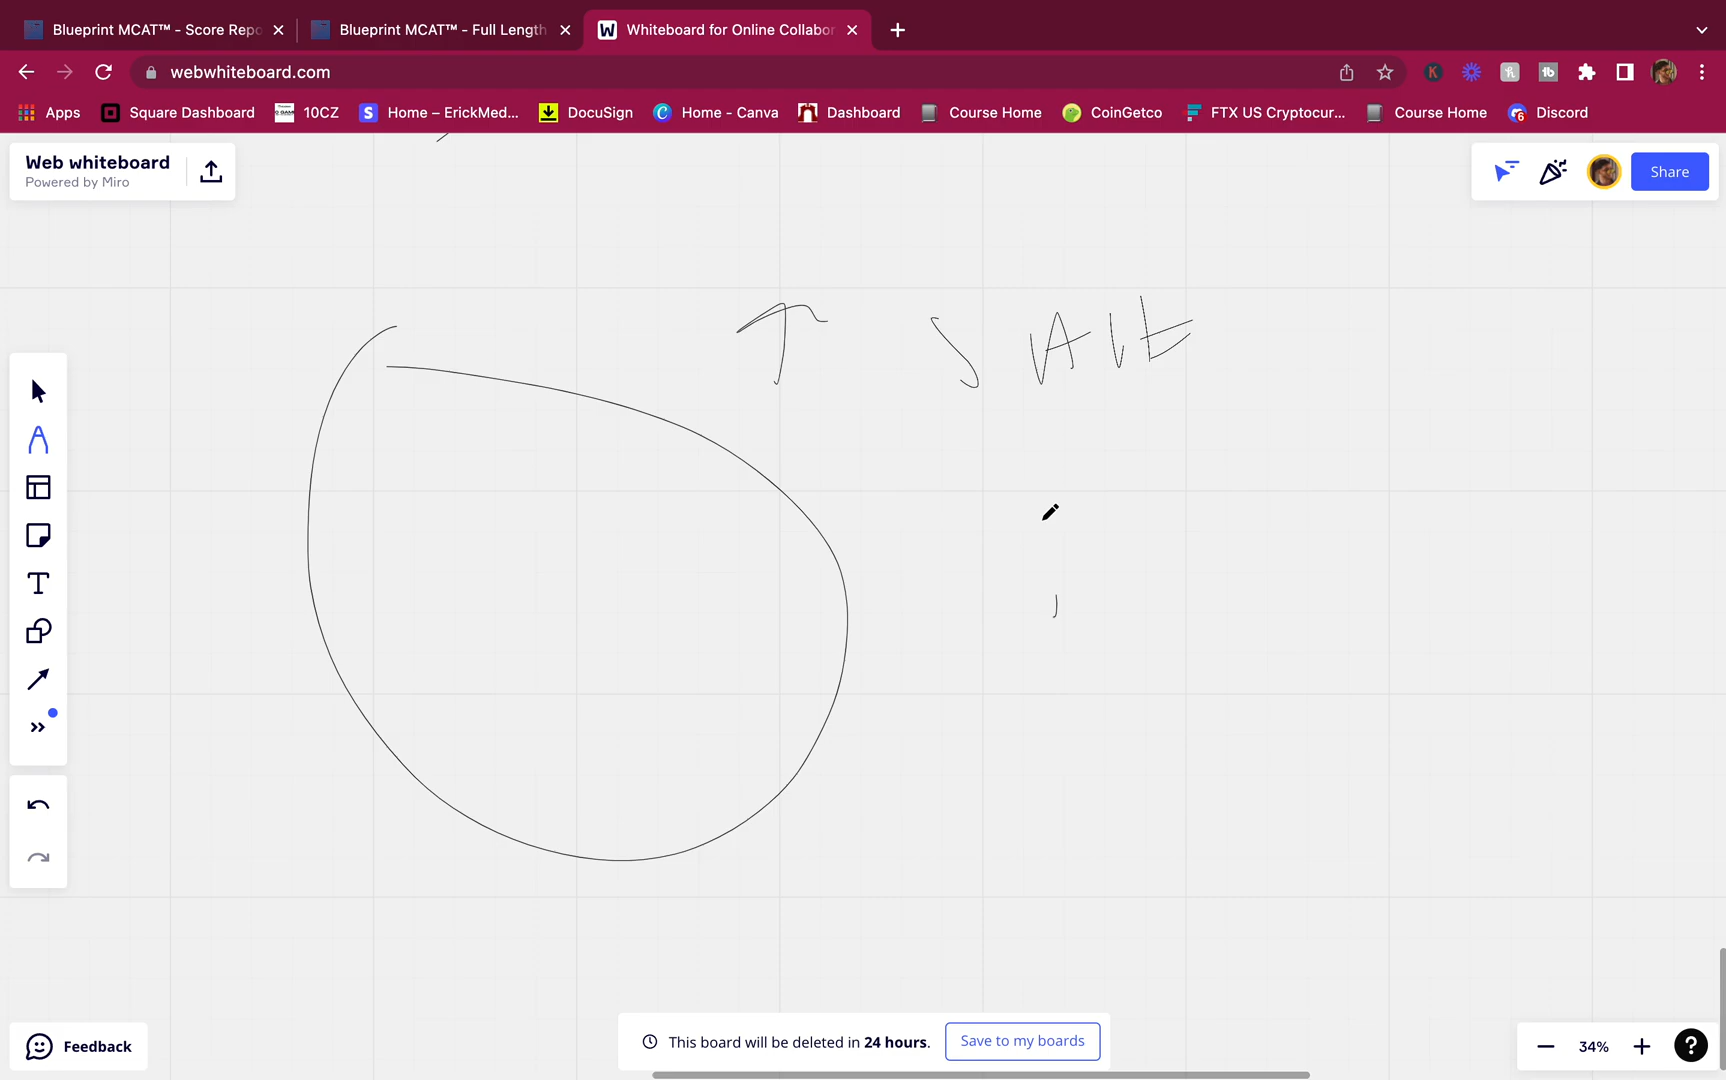 Blueprint MCAT™ - Score Repo
Blueprint MCAT™ - Full Length
W Whiteboard for Online Collabor
webwhiteboard.com
Apps Square Dashboard 10CZ Home – ErickMed... DocuSign Home - Canva Dashboard Course Home CoinGetco FTX US Cryptocur... Course Home Discord
Web whiteboard
Powered by Miro
Share
↑ SAlt
Feedback
This board will be deleted in 24 hours.
Save to my boards
34%